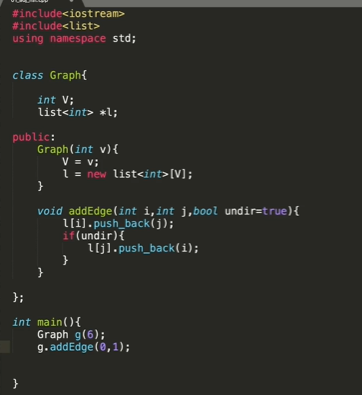 #include<iostream>
#include<list>
using namespace std;
class Graph{
int V;
list<int> *l;
public:
Graph(int v){
V = v;
l = new list<int>[V];
}
void addEdge(int i,int j,bool undir=true){
l[i].push_back(j);
if(undir){
l[j].push_back(i);
}
}
};
int main(){
Graph g(6);
g.addEdge(0,1);
}